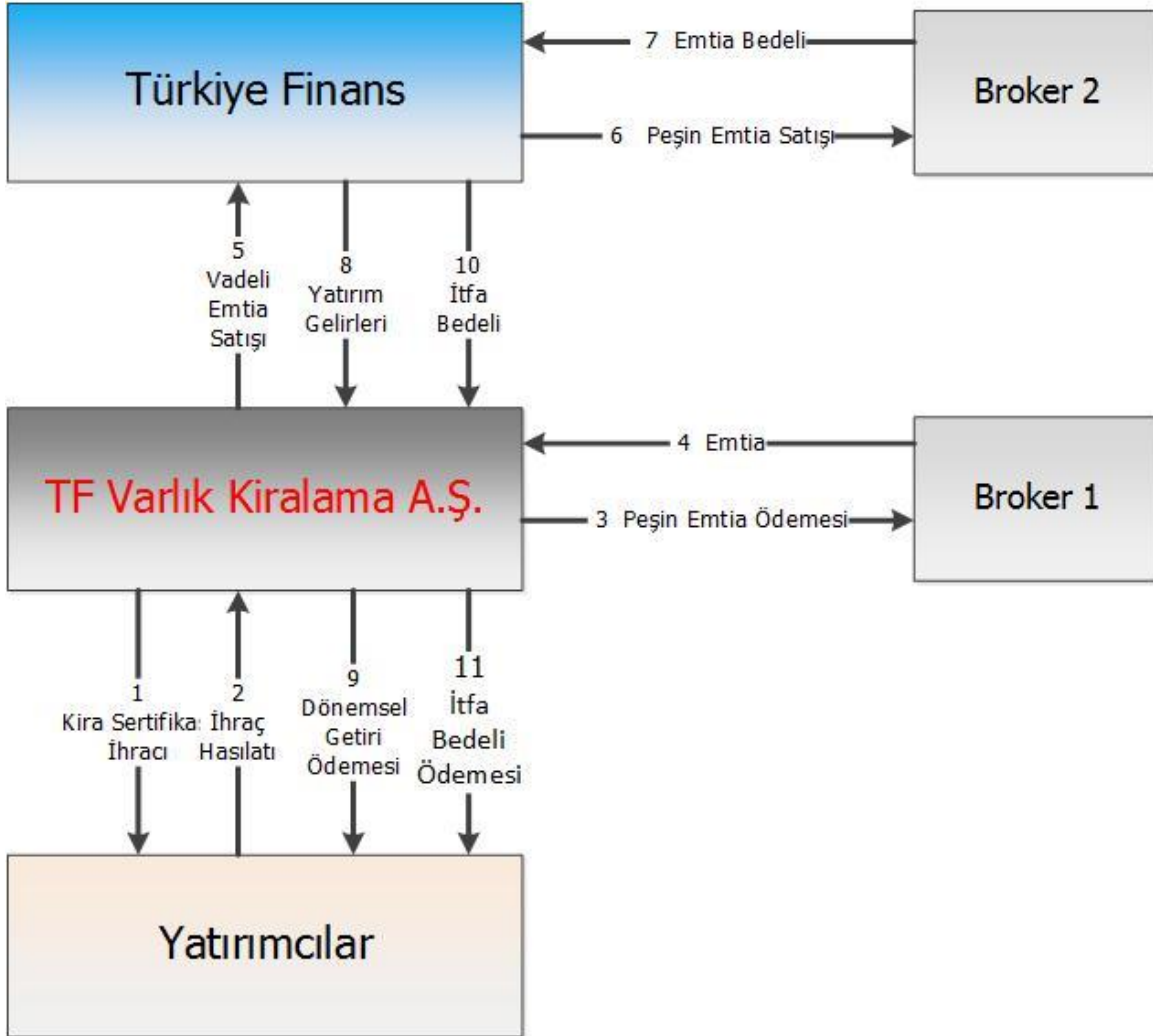 Türkiye Finans
7 Emtia Bedeli
6 Peşin Emtia Satışı
Broker 2
5
Vadeli
Emtia
Satışı
8
Yatırım
Gelirleri
10
İtfa
Bedeli
TF Varlık Kiralama A.Ş.
4 Emtia
3 Peşin Emtia Ödemesi
Broker 1
1
Kira Sertifika
İhracı
2
İhraç
Hasılatı
9
Dönemsel
Getiri
Ödemesi
11
İtfa
Bedeli
Ödemesi
Yatırımcılar